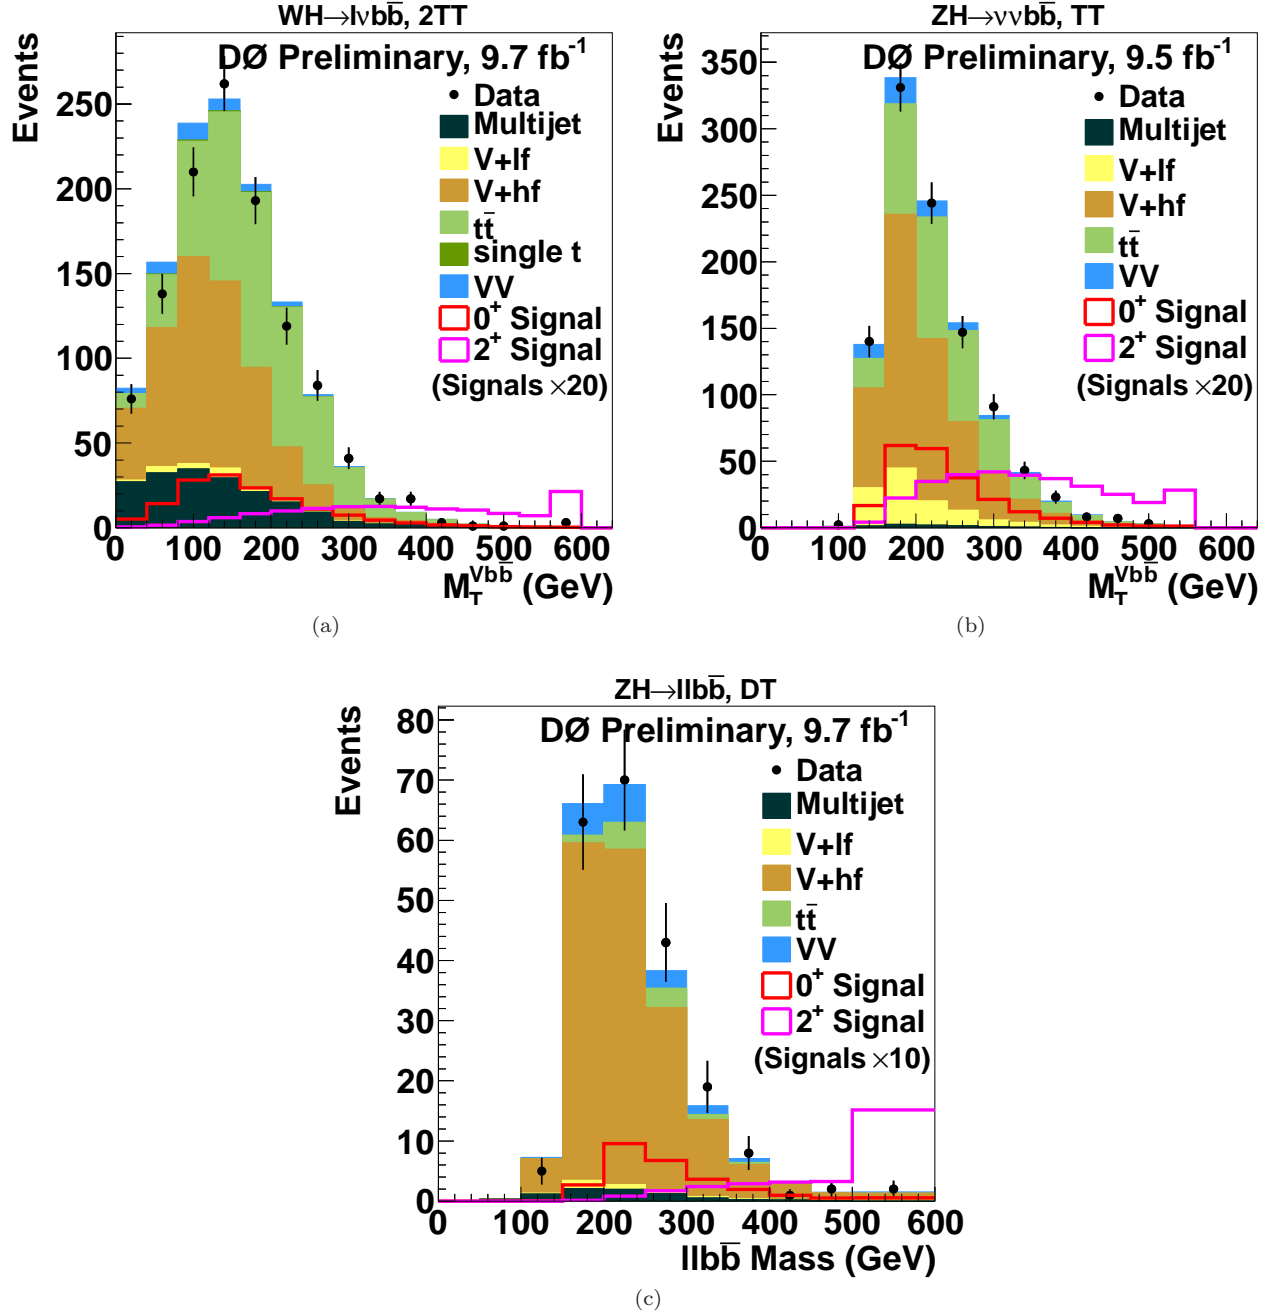 WH→lνbb̄, 2TT
Events
DØ Preliminary, 9.7 fb⁻¹
Data
Multijet
V+lf
V+hf
tt̄
single t
VV
0⁺ Signal
2⁺ Signal
(Signals ×20)
250
200
150
100
50
0
0 100 200 300 400 500 600
M_T^{Vbb̄} (GeV)
(a)
ZH→ννbb̄, TT
Events
DØ Preliminary, 9.5 fb⁻¹
Data
Multijet
V+lf
V+hf
tt̄
VV
0⁺ Signal
2⁺ Signal
(Signals ×20)
350
300
250
200
150
100
50
0
0 100 200 300 400 500 600
M_T^{Vbb̄} (GeV)
(b)
ZH→llbb̄, DT
Events
DØ Preliminary, 9.7 fb⁻¹
Data
Multijet
V+lf
V+hf
tt̄
VV
0⁺ Signal
2⁺ Signal
(Signals ×10)
80
70
60
50
40
30
20
10
0
0 100 200 300 400 500 600
llbb̄ Mass (GeV)
(c)